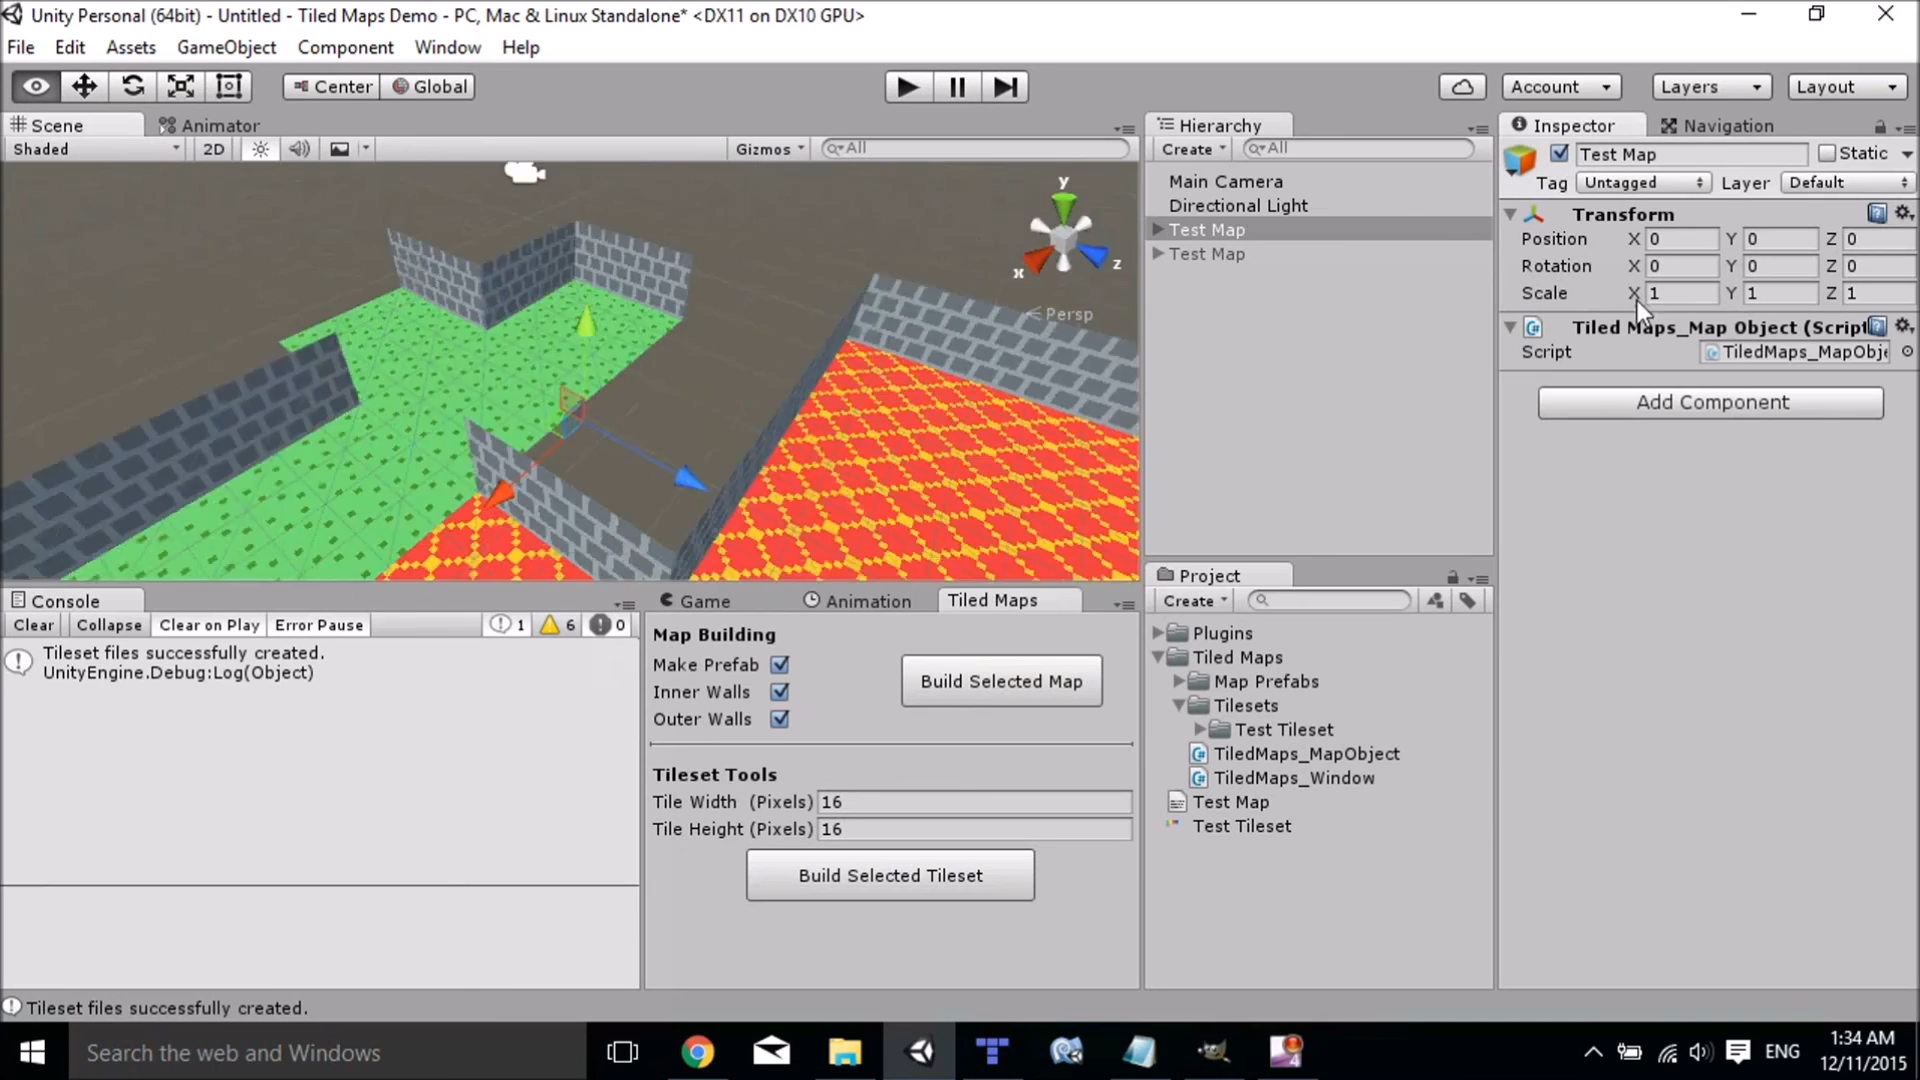 Unity Personal (64bit) - Untitled - Tiled Maps Demo - PC, Mac & Linux Standalone* <DX11 on DX10 GPU>
File Edit Assets GameObject Component Window Help
Center Global Account Layers Layout
Scene Animator
Shaded 2D Gizmos All
y
x
z
Persp
Hierarchy
Create All
Main Camera
Directional Light
Test Map
Test Map
Inspector Navigation
Test Map Static
Tag Untagged Layer Default
Transform
Position X 0 Y 0 Z 0
Rotation X 0 Y 0 Z 0
Scale X 1 Y 1 Z 1
Tiled Maps_Map Object (Script
Script TiledMaps_MapObje
Add Component
Console
Clear Collapse Clear on Play Error Pause 1 6 0
Tileset files successfully created.
UnityEngine.Debug:Log(Object)
Game Animation Tiled Maps
Map Building
Make Prefab
Inner Walls
Outer Walls
Build Selected Map
Tileset Tools
Tile Width (Pixels) 16
Tile Height (Pixels) 16
Build Selected Tileset
Project
Create
Plugins
Tiled Maps
Map Prefabs
Tilesets
Test Tileset
TiledMaps_MapObject
TiledMaps_Window
Test Map
Test Tileset
Tileset files successfully created.
Search the web and Windows
4
ENG
1:34 AM
12/11/2015